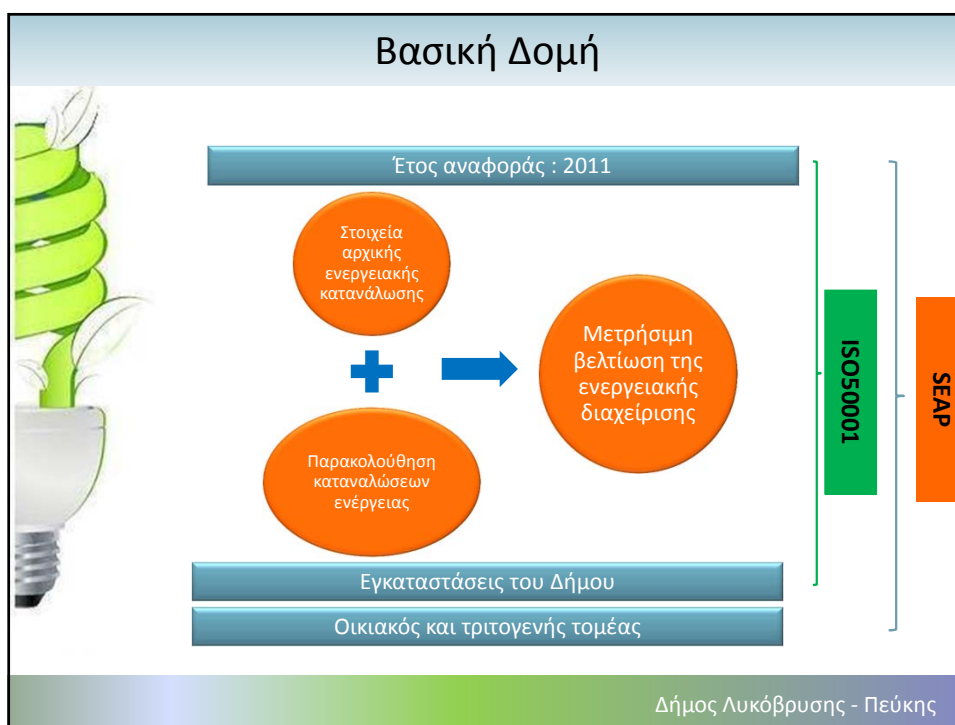 Βασική Δομή
Έτος αναφοράς : 2011
Στοιχεία
αρχικής
ενεργειακής
κατανάλωσης
Μετρήσιμη
βελτίωση της
ενεργειακής
διαχείρισης
Παρακολούθηση
καταναλώσεων
ενέργειας
ISO50001
SEAP
Εγκαταστάσεις του Δήμου
Οικιακός και τριτογενής τομέας
Δήμος Λυκόβρυσης - Πεύκης